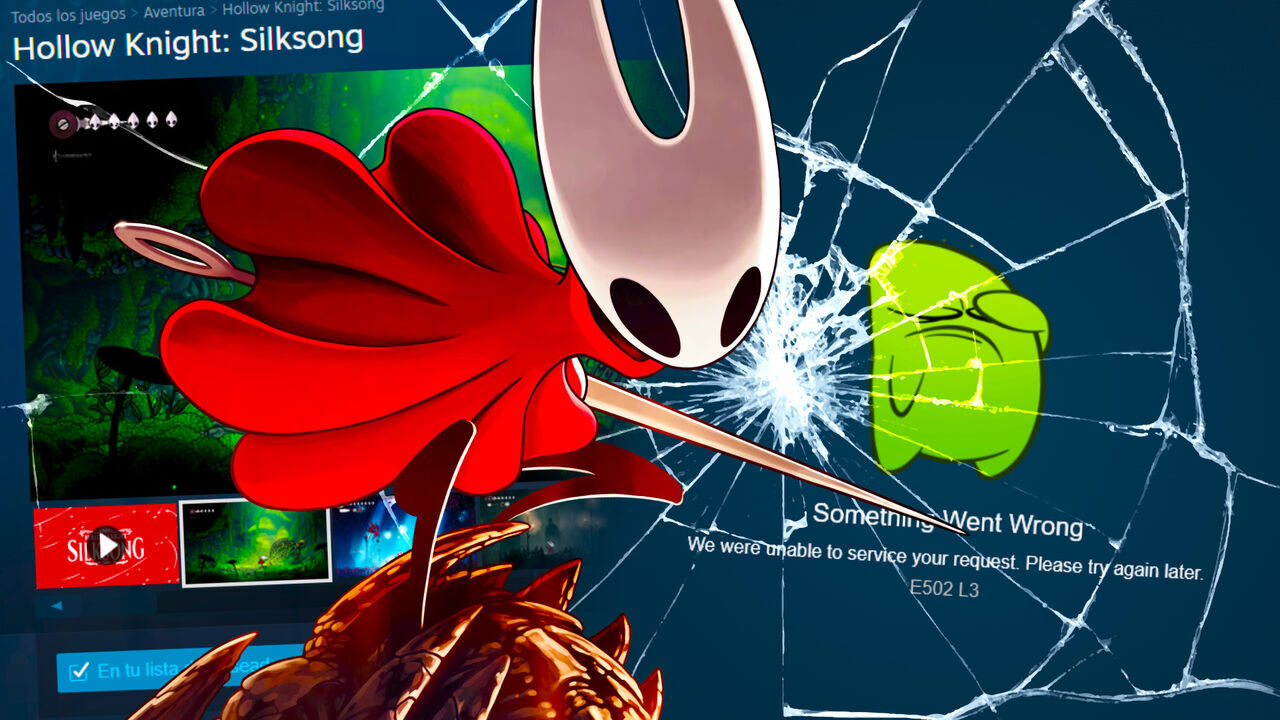 Todos los juegos > Aventura > Hollow Knight: Silksong
Hollow Knight: Silksong
SILKSONG
En tu lista
Something Went Wrong
We were unable to service your request. Please try again later.
E502 L3